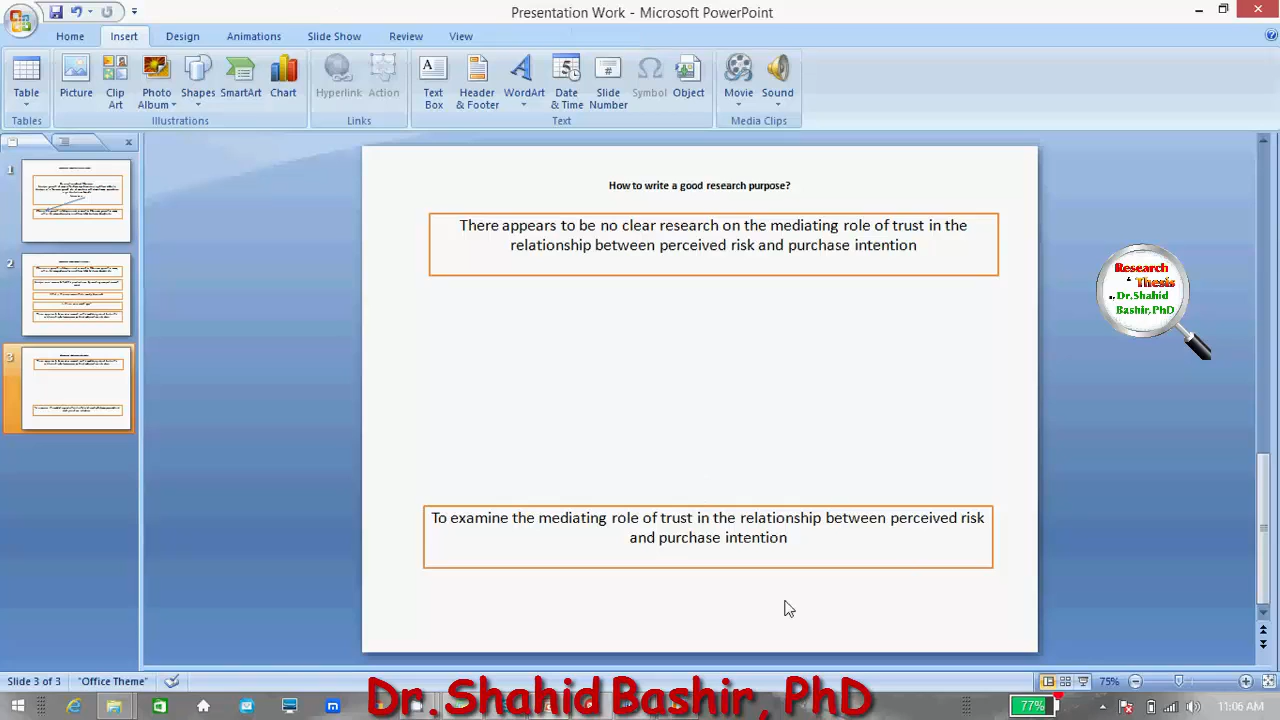 Presentation Work - Microsoft PowerPoint
Home Insert Design Animations Slide Show Review View
Table Picture Clip Art Photo Album Shapes SmartArt Chart Hyperlink Action Text Box Header & Footer WordArt Date & Time Slide Number Symbol Object Movie Sound
Tables Illustrations Links Text Media Clips
1
2
3
How to write a good research purpose?
There appears to be no clear research on the mediating role of trust in the
relationship between perceived risk and purchase intention
Research
Thesis
Dr.Shahid
Bashir,PhD
To examine the mediating role of trust in the relationship between perceived risk
and purchase intention
Slide 3 of 3 "Office Theme" 75%
Dr.Shahid Bashir, PhD
77% 11:06 AM